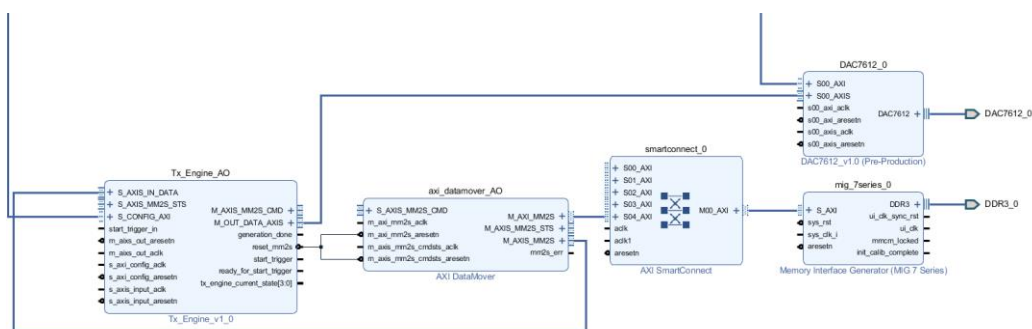 DAC7612_0
S00_AXI
S00_AXIS
s00_axi_aclk
s00_axi_aresetn
s00_axis_aclk
s00_axis_aresetn
DAC7612
DAC7612_v1.0 (Pre-Production)
DAC7612_0
smartconnect_0
S00_AXI
S01_AXI
S02_AXI
S03_AXI
S04_AXI
aclk
aclk1
aresetn
M00_AXI
AXI SmartConnect
mig_7series_0
S_AXI
sys_rst
sys_clk_i
aresetn
DDR3
ui_clk_sync_rst
ui_clk
mmcm_locked
init_calib_complete
Memory Interface Generator (MIG 7 Series)
DDR3_0
Tx_Engine_AO
S_AXIS_IN_DATA
S_AXIS_MM2S_STS
S_CONFIG_AXI
start_trigger_in
m_aixs_out_aresetn
m_aixs_out_aclk
s_axi_config_aclk
s_axi_config_aresetn
s_axis_input_aclk
s_axis_input_aresetn
M_AXIS_MM2S_CMD
M_OUT_DATA_AXIS
generation_done
reset_mm2s
start_trigger
ready_for_start_trigger
tx_engine_current_state[3:0]
Tx_Engine_v1_0
axi_datamover_AO
S_AXIS_MM2S_CMD
m_axi_mm2s_aclk
m_axi_mm2s_aresetn
m_axis_mm2s_cmdsts_aclk
m_axis_mm2s_cmdsts_aresetn
M_AXI_MM2S
M_AXIS_MM2S_STS
M_AXIS_MM2S
mm2s_err
AXI DataMover